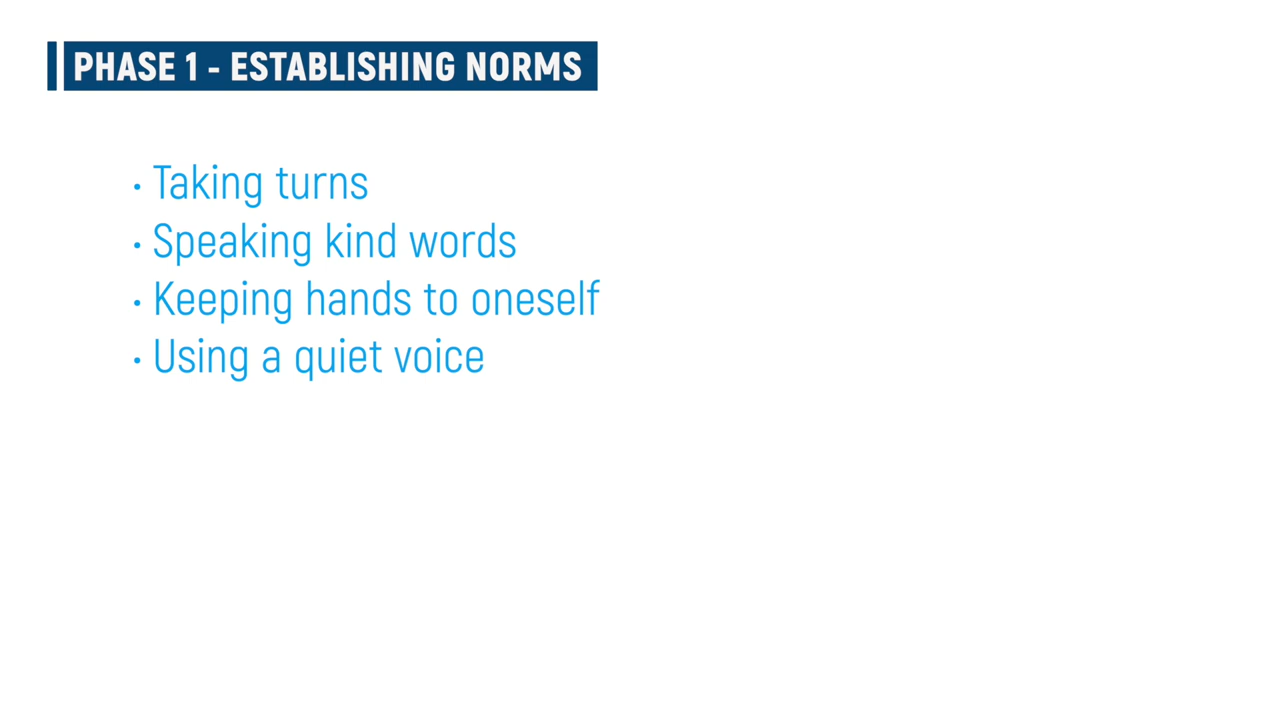 PHASE 1 - ESTABLISHING NORMS
• Taking turns
• Speaking kind words
• Keeping hands to oneself
• Using a quiet voice